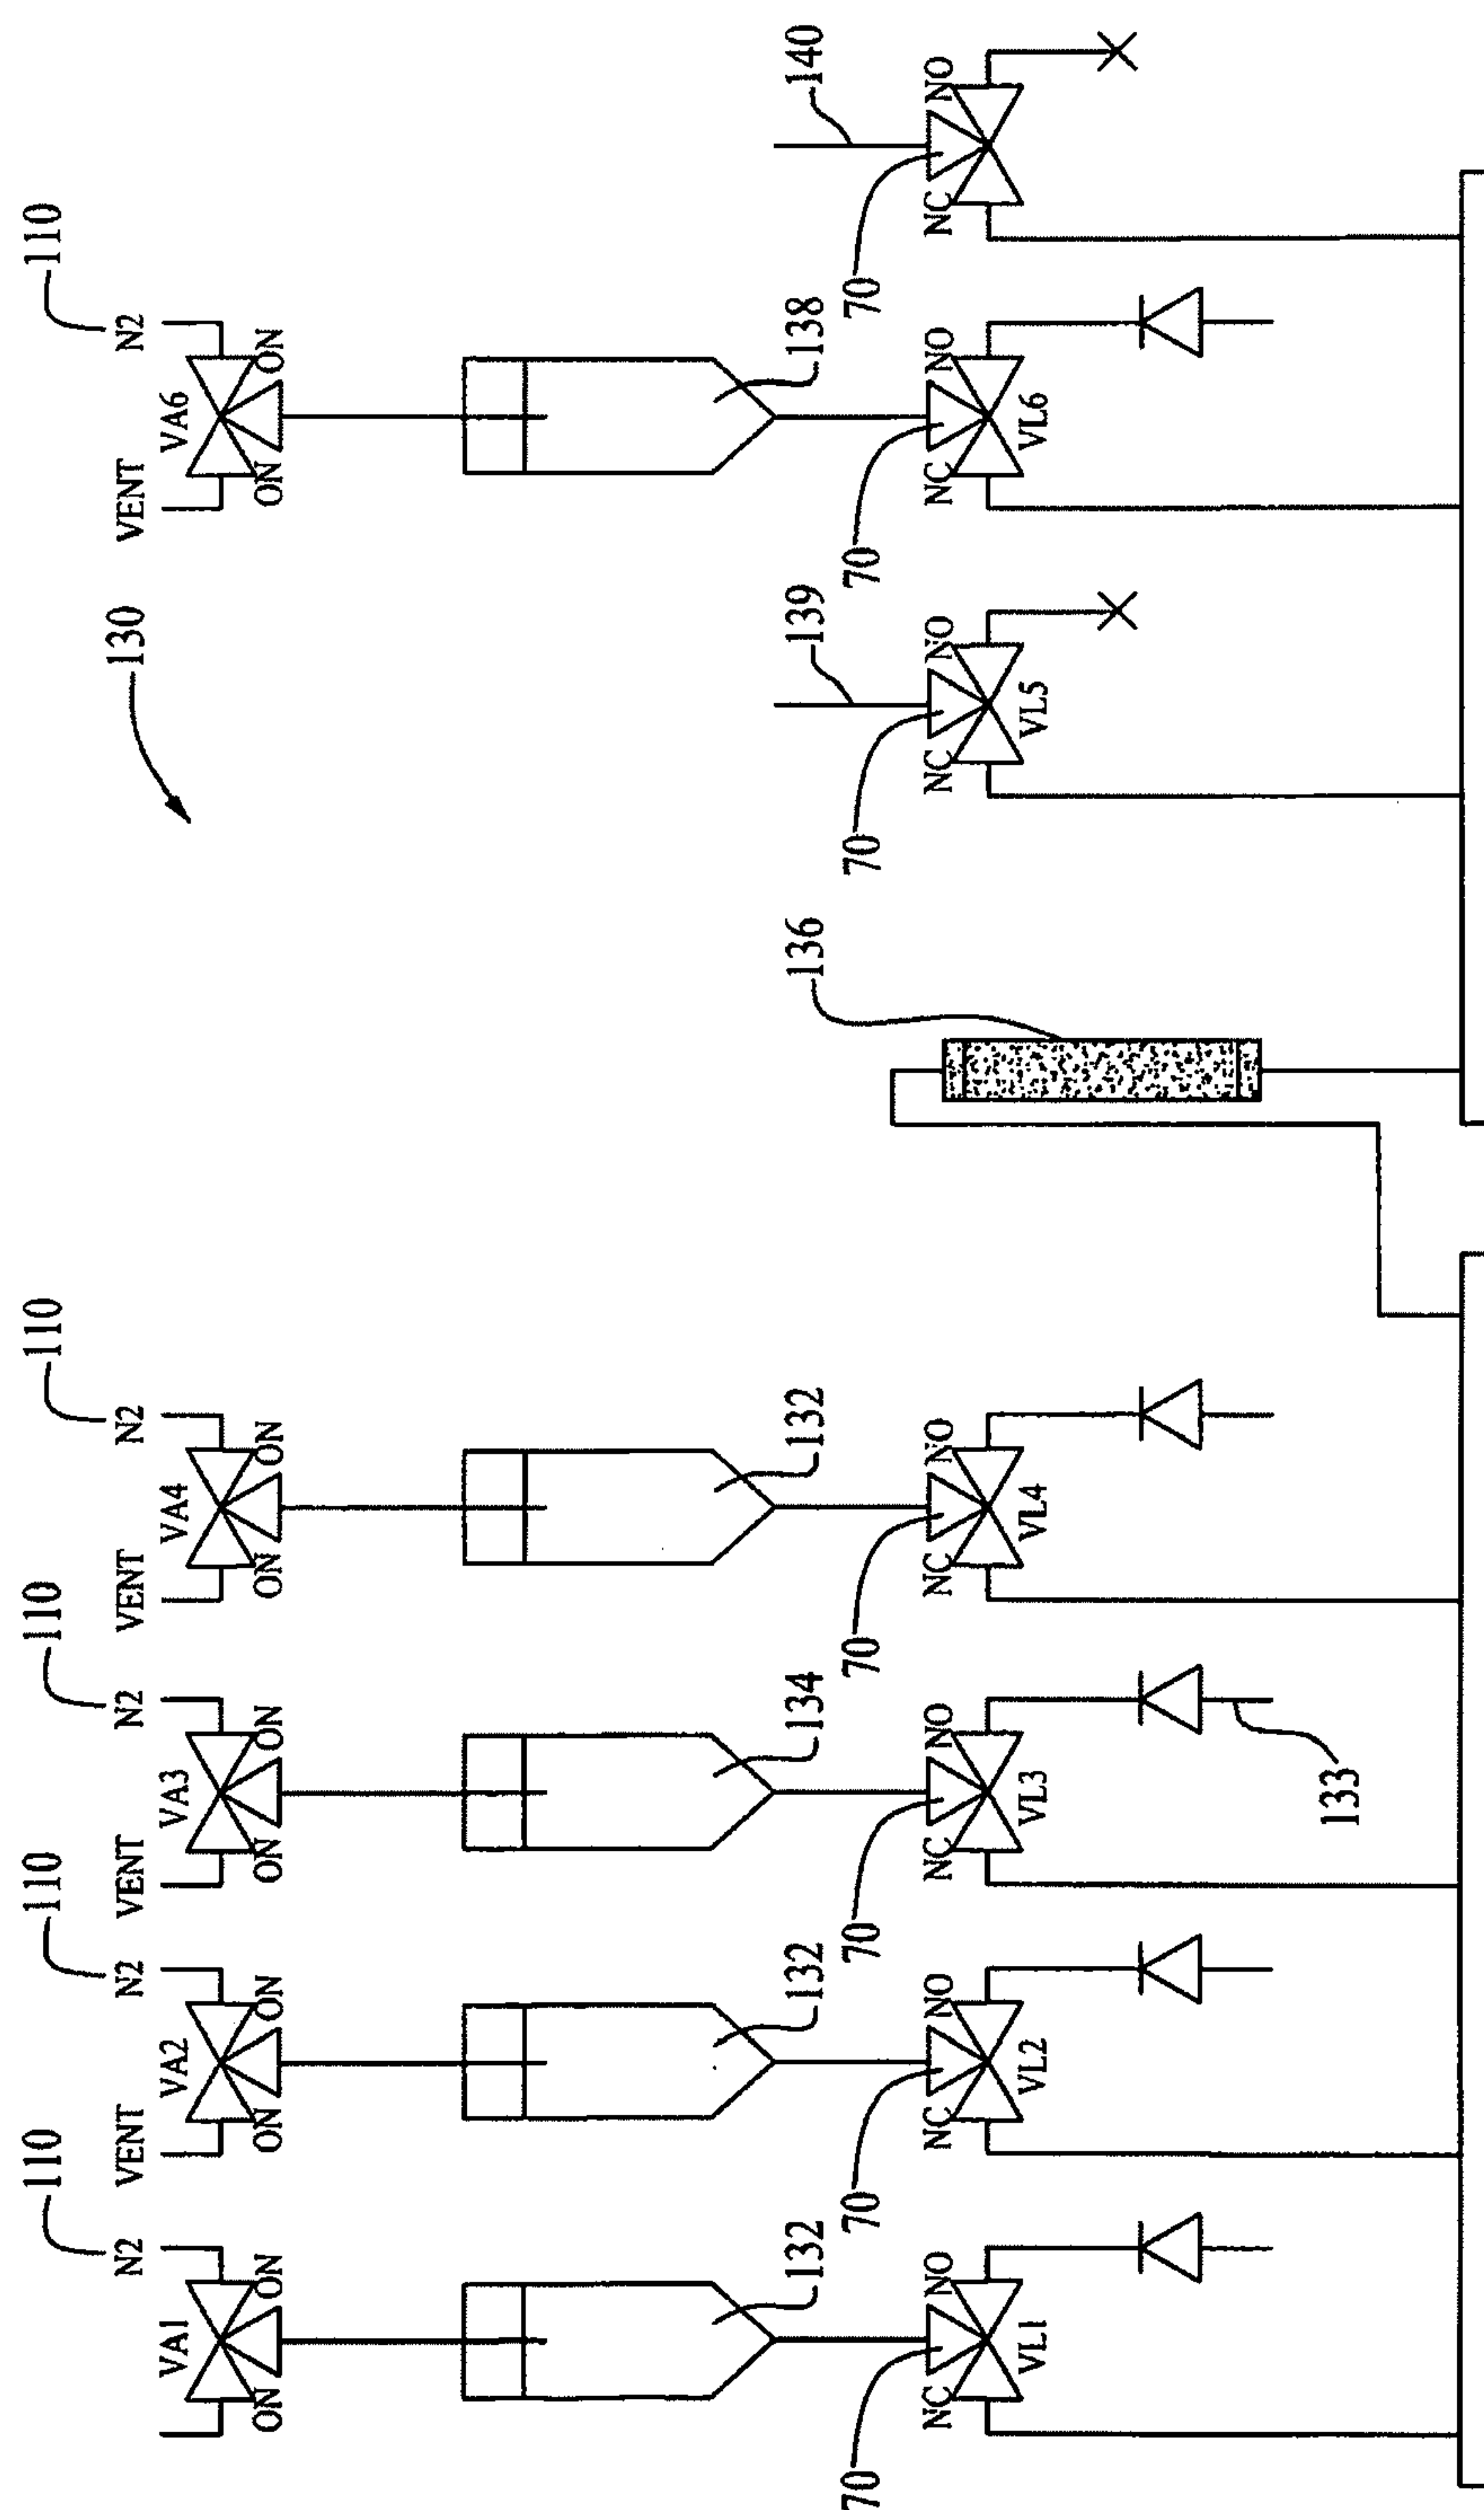 110 110 110 110 110
N2 VENT N2 VENT N2 VENT N2 130 VENT N2
VA1 VA2 VA3 VA4 VA6
ON ON ON ON ON ON ON ON ON ON
132 132 134 132 136 139 138 140
70 70 70 70 70 70 70
NC NO NC NO NC NO NC NO NC NO NC NO NC NO
VL1 VL2 VL3 VL4 VL5 VL6
133